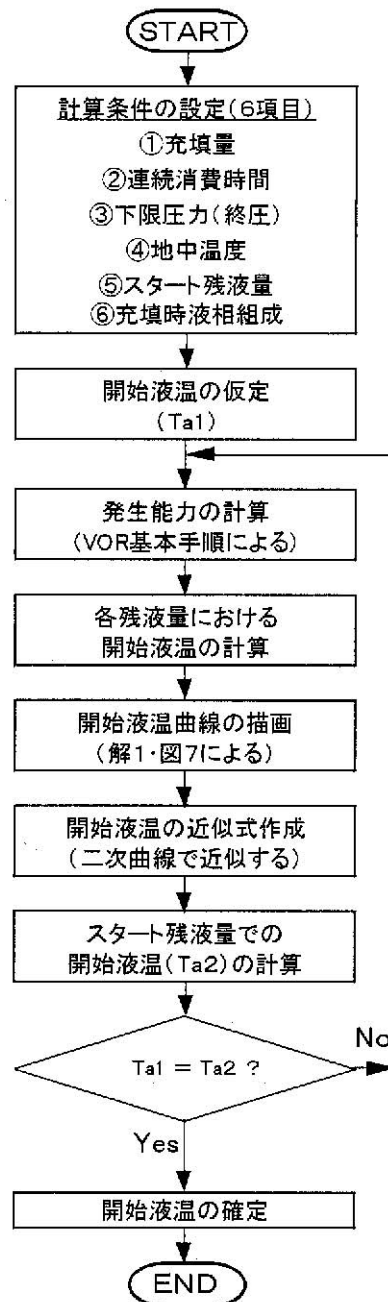 START
計算条件の設定(6項目)
①充填量
②連続消費時間
③下限圧力(終圧)
④地中温度
⑤スタート残液量
⑥充填時液相組成
開始液温の仮定
(Ta1)
発生能力の計算
(VOR基本手順による)
各残液量における
開始液温の計算
開始液温曲線の描画
(解1・図7による)
開始液温の近似式作成
(二次曲線で近似する)
スタート残液量での
開始液温(Ta2)の計算
Ta1 = Ta2 ?
No
Yes
開始液温の確定
END